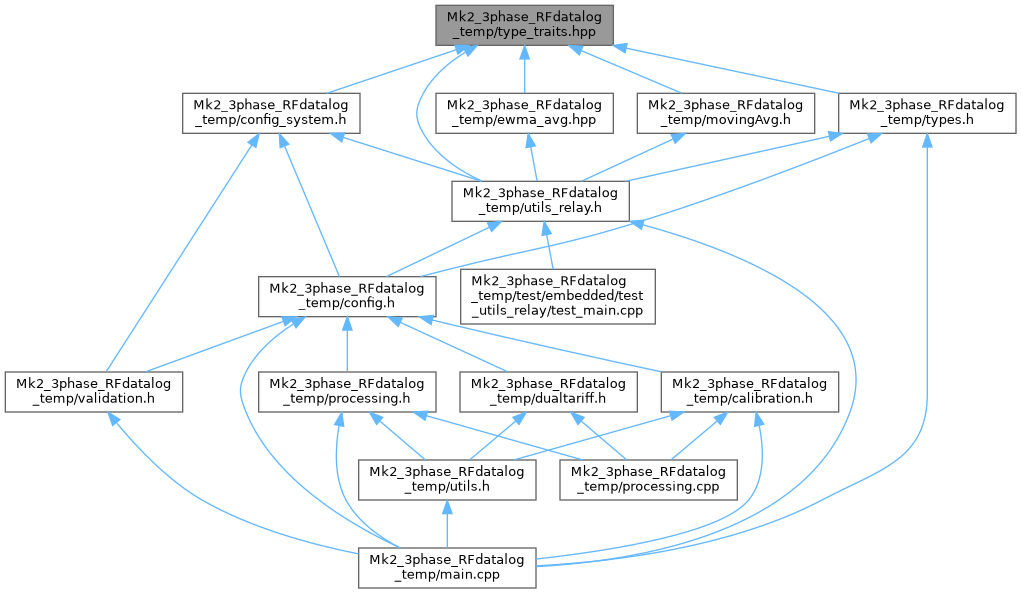 Mk2_3phase_RFdatalog
_temp/type_traits.hpp
Mk2_3phase_RFdatalog
_temp/config_system.h
Mk2_3phase_RFdatalog
_temp/ewma_avg.hpp
Mk2_3phase_RFdatalog
_temp/movingAvg.h
Mk2_3phase_RFdatalog
_temp/types.h
Mk2_3phase_RFdatalog
_temp/utils_relay.h
Mk2_3phase_RFdatalog
_temp/config.h
Mk2_3phase_RFdatalog
_temp/test/embedded/test
_utils_relay/test_main.cpp
Mk2_3phase_RFdatalog
_temp/validation.h
Mk2_3phase_RFdatalog
_temp/processing.h
Mk2_3phase_RFdatalog
_temp/dualtariff.h
Mk2_3phase_RFdatalog
_temp/calibration.h
Mk2_3phase_RFdatalog
_temp/utils.h
Mk2_3phase_RFdatalog
_temp/processing.cpp
Mk2_3phase_RFdatalog
_temp/main.cpp